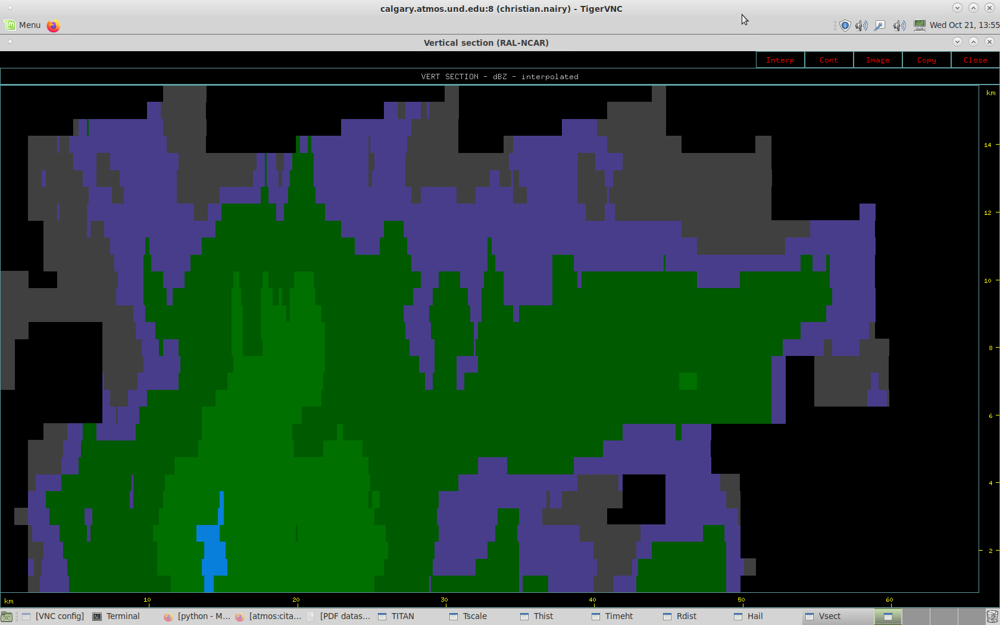 calgary.atmos.und.edu:8 (christian.nairy) - TigerVNC
Menu
Wed Oct 21, 13:55
Vertical section (RAL-NCAR)
Interp Cont Image Copy Close
VERT SECTION - dBZ - interpolated
km
14
12
10
8
6
4
2
km 10 20 30 40 50 60
[VNC config] Terminal [python - M... [atmos:cita... [PDF datas... TITAN Tscale Thist Timeht Rdist Hail Vsect